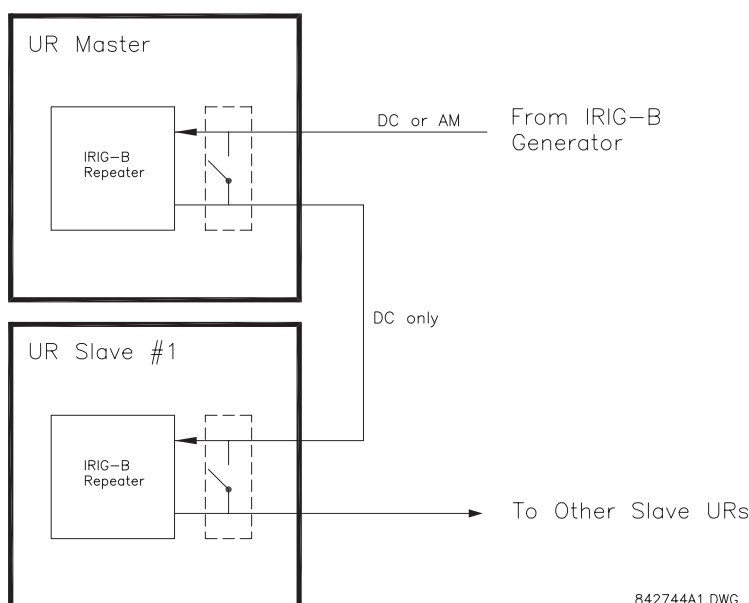 UR Master
IRIG-B
Repeater
DC or AM
From IRIG-B
Generator
DC only
UR Slave #1
IRIG-B
Repeater
To Other Slave URs
842744A1.DWG